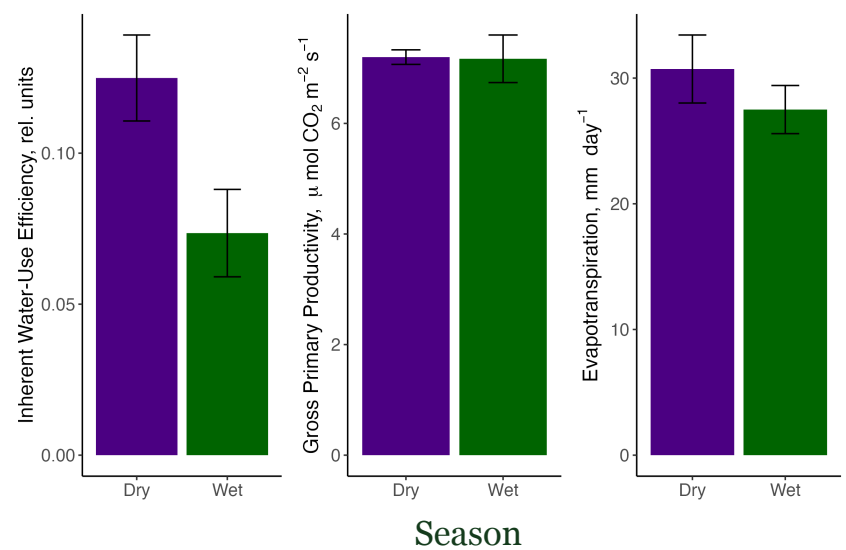 Inherent Water-Use Efficiency, rel. units
0.10
0.05
0.00
Dry Wet
Gross Primary Productivity, μ mol CO₂ m⁻² s⁻¹
6
4
2
0
Dry Wet
Evapotranspiration, mm day⁻¹
30
20
10
0
Dry Wet
Season